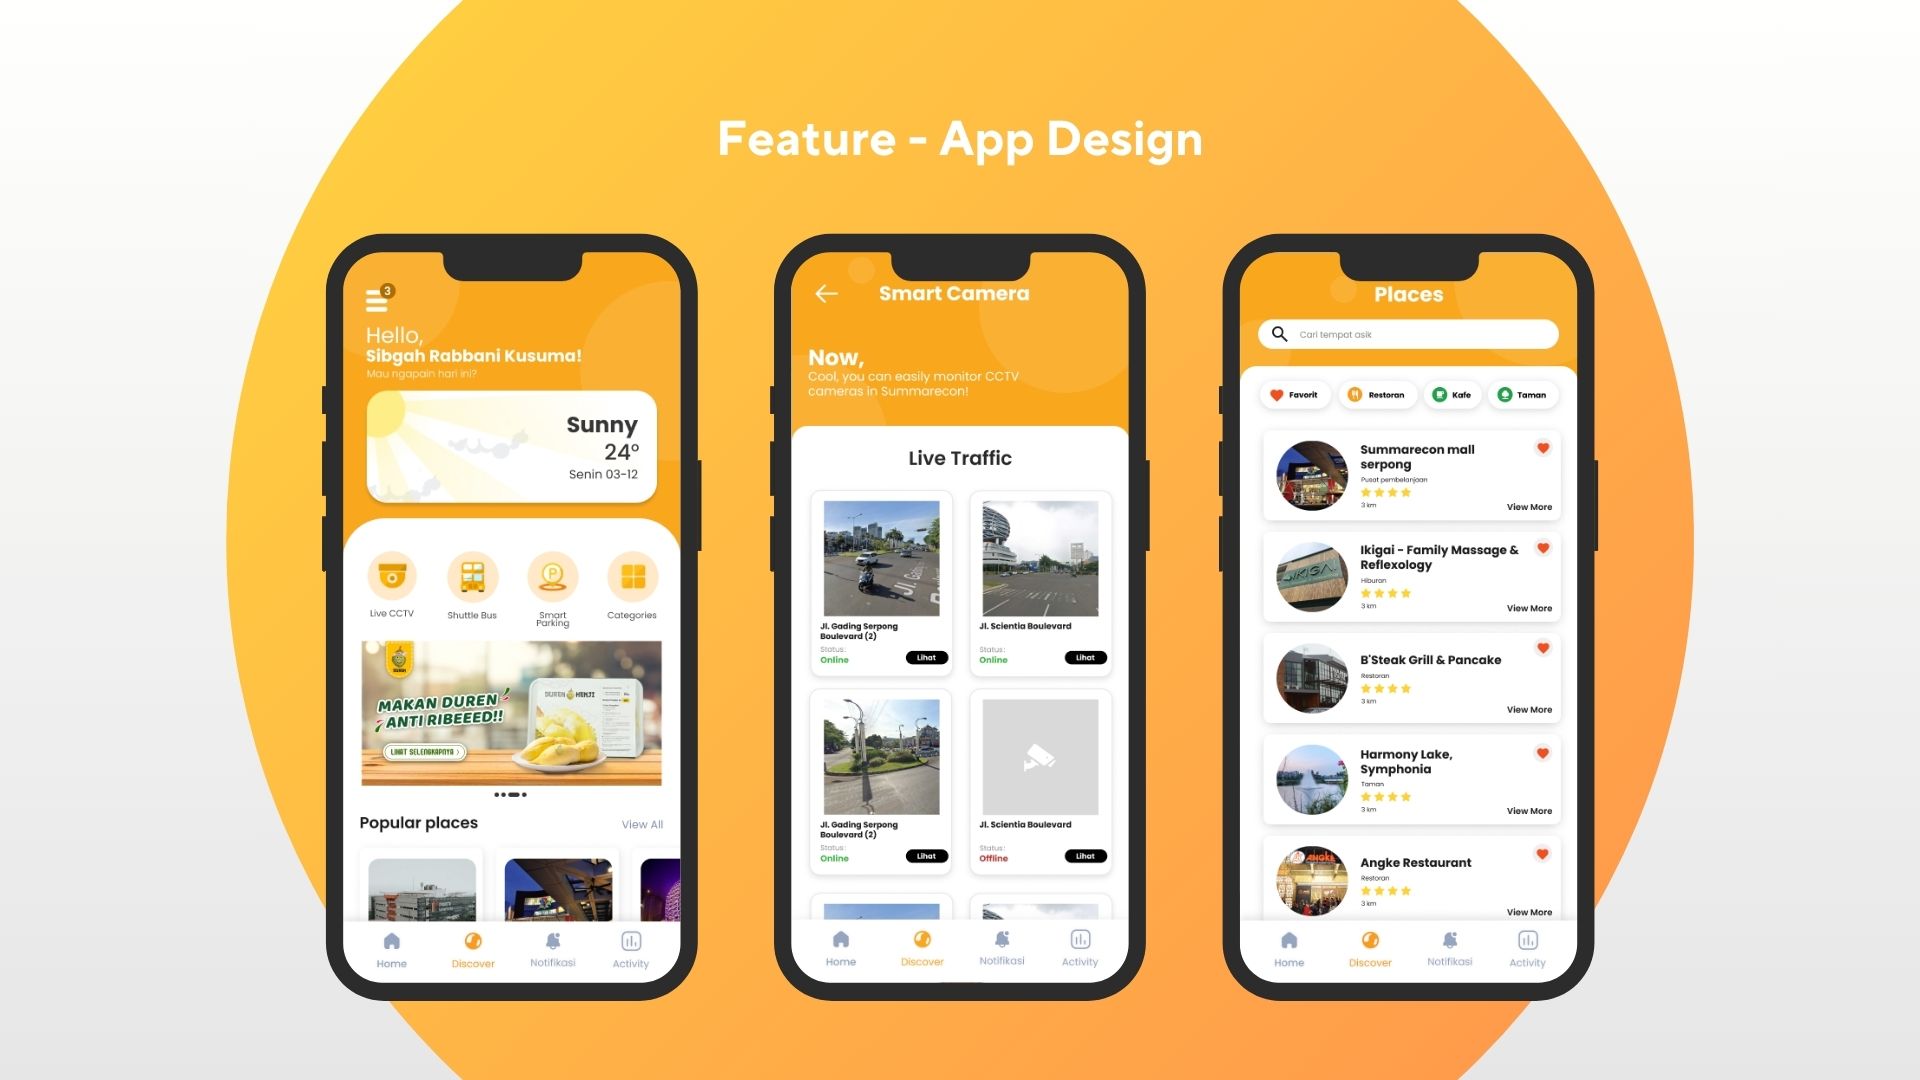 Feature - App Design
3
Hello,
Sibgah Rabbani Kusuma!
Mau ngapain hari ini?
Sunny
24°
Senin 03-12
Live CCTV
Shuttle Bus
Smart
Parking
Categories
P
DUREN HANJI
MAKAN DUREN
ANTI RIBEEED!!
LIHAT SELENGKAPNYA >
Popular places
View All
Home
Discover
Notifikasi
Activity
Smart Camera
Now,
Cool, you can easily monitor CCTV
cameras in Summarecon!
Live Traffic
Jl. Gading Serpong
Boulevard (2)
Status:
Online
Lihat
Jl. Scientia Boulevard
Status:
Online
Lihat
Jl. Gading Serpong
Boulevard (2)
Status:
Online
Lihat
Jl. Scientia Boulevard
Status:
Offline
Lihat
Home
Discover
Notifikasi
Activity
Places
Cari tempat asik
Favorit
Restoran
Kafe
Taman
Summarecon mall
serpong
Pusat pembelanjaan
3 km
View More
IKIGAI
Ikigai - Family Massage &
Reflexology
Hiburan
3 km
View More
B'Steak Grill & Pancake
Restoran
3 km
View More
Harmony Lake,
Symphonia
Taman
3 km
View More
ANGKE
Angke Restaurant
Restoran
3 km
View More
Home
Discover
Notifikasi
Activity